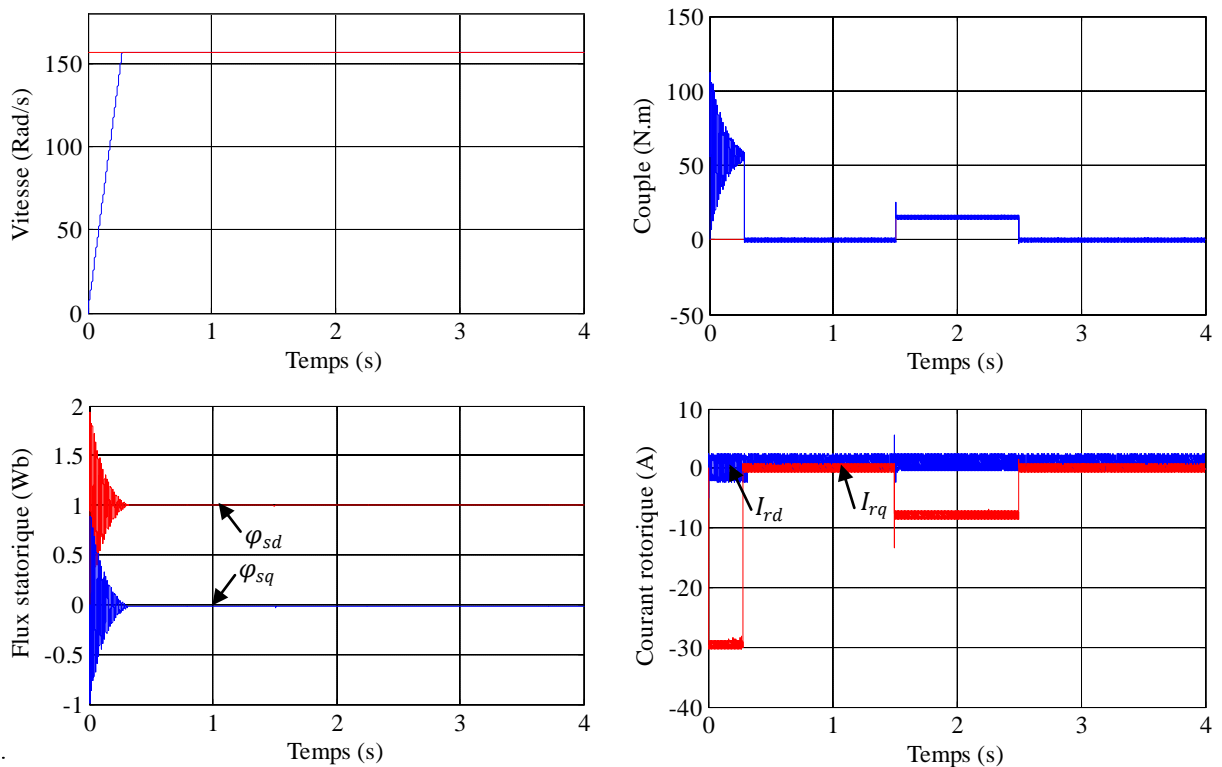 Vitesse (Rad/s)
150
100
50
0
0 1 2 3 4
Temps (s)
Couple (N.m)
100
50
0
-50
0 1 2 3 4
Temps (s)
Flux statorique (Wb)
2
1.5
1
0.5
0
-0.5
-1
φsd
φsq
0 1 2 3 4
Temps (s)
Courant rotorique (A)
10
0
-10
-20
-30
-40
Ird
Irq
0 1 2 3 4
Temps (s)
.